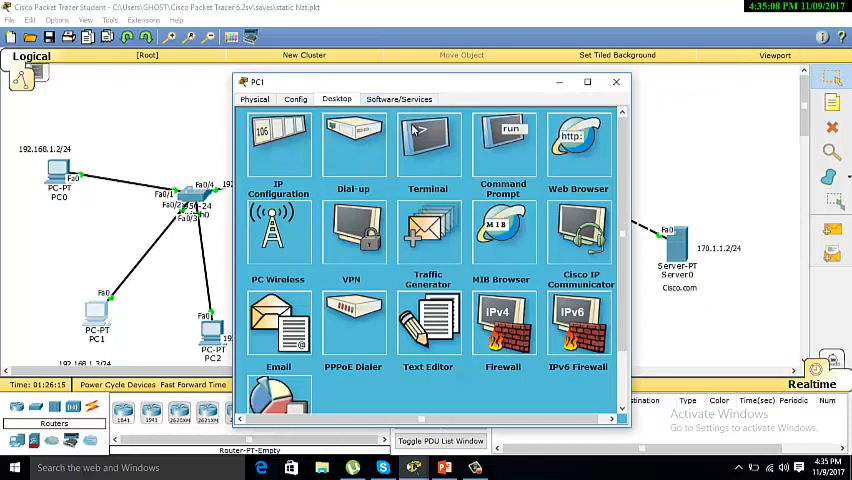 Cisco Packet Tracer Student - C:\Users\GHOST\Cisco Packet Tracer 6.2sv\saves\static Nat.pkt
4:35:08 PM 11/09/2017
File Edit Options View Tools Extensions Help
Logical
[Root]
New Cluster
Move Object
Set Tiled Background
Viewport
PC1
Physical Config Desktop Software/Services
106
IP Configuration
Dial-up
Terminal
run
Command Prompt
http:
Web Browser
PC Wireless
VPN
Traffic Generator
MIB
MIB Browser
Cisco IP Communicator
Email
PPPoE Dialer
Text Editor
IPv4
Firewall
IPv6
IPv6 Firewall
192.168.1.2/24
Fa0
PC-PT
PC0
Fa0/1
Fa0/4
Fa0/2
Fa0/3
Fa0
PC-PT
PC1
Fa0
PC-PT
PC2
Fa0
Server-PT
Server0
170.1.1.2/24
Cisco.com
192.168.1.3/24
Time: 01:26:15 Power Cycle Devices Fast Forward Time
Realtime
Routers
1841
1941
2620XM
2621XM
Router-PT-Empty
Toggle PDU List Window
Type Color Time(sec) Periodic Num
Activate Windows
Go to Settings to activate Windows.
Search the web and Windows
4:35 PM
11/9/2017